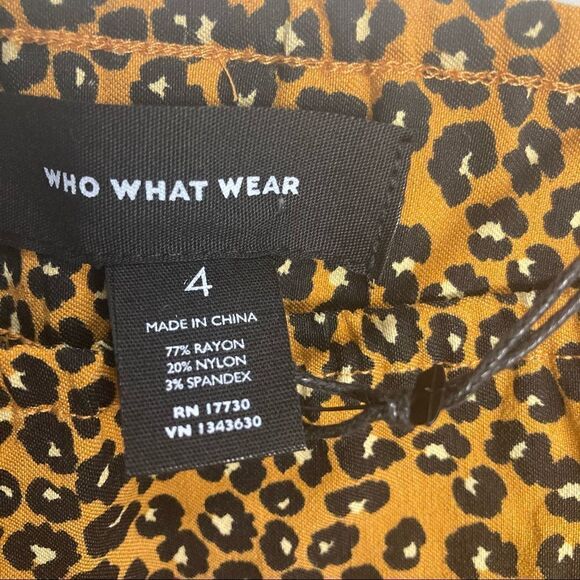 WHO WHAT WEAR
4
MADE IN CHINA
77% RAYON
20% NYLON
3% SPANDEX
RN 17730
VN 1343630